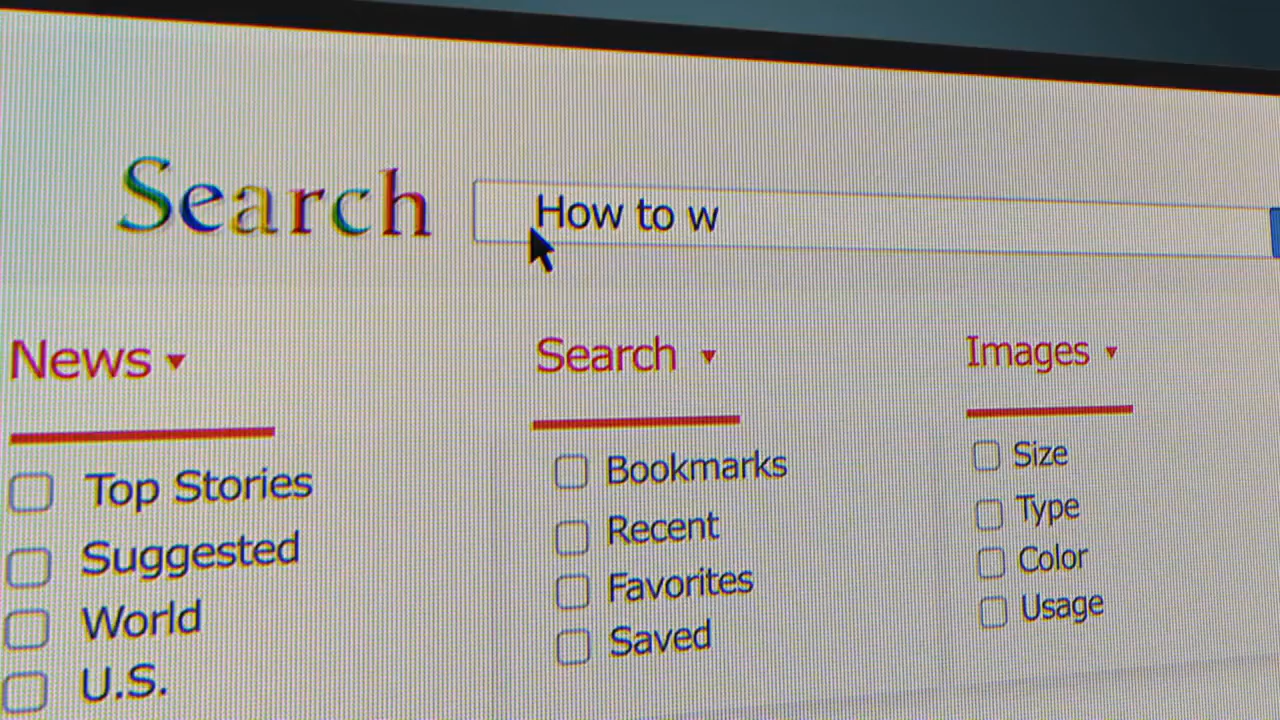 Search
How to w
News
Top Stories
Suggested
World
U.S.
Search
Bookmarks
Recent
Favorites
Saved
Images
Size
Type
Color
Usage